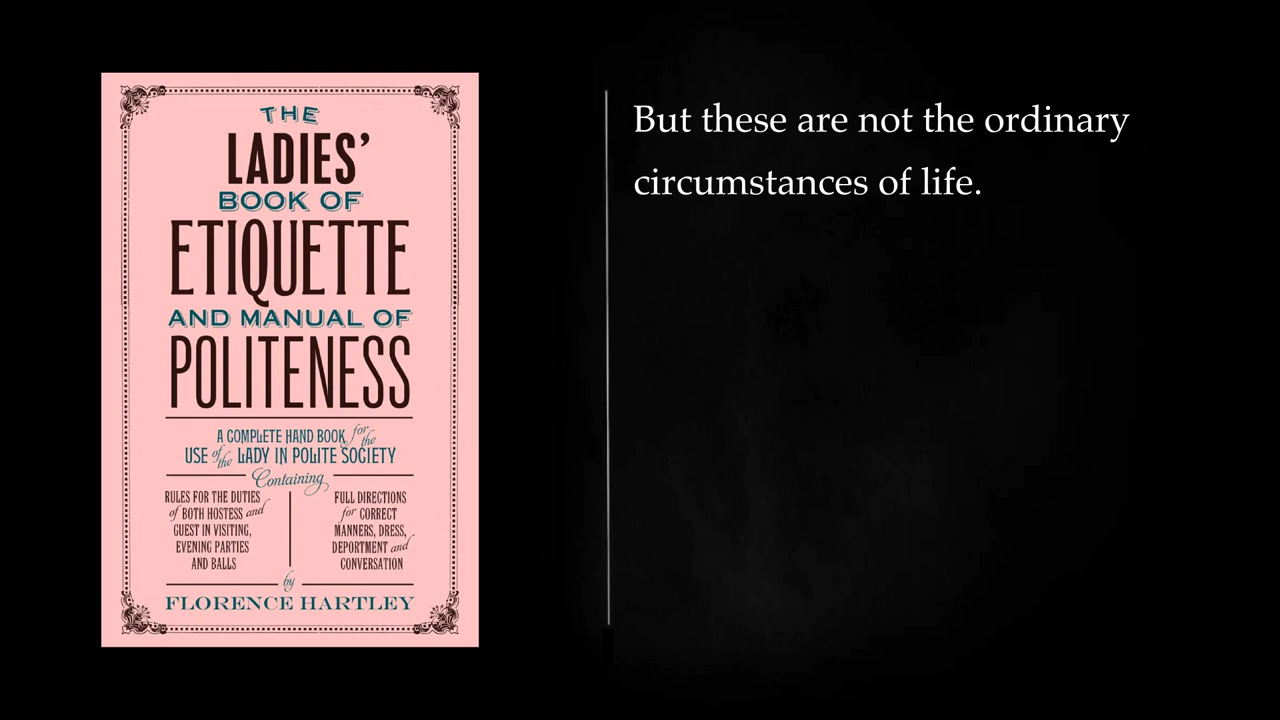 THE
LADIES'
BOOK OF
ETIQUETTE
AND MANUAL OF
POLITENESS
A COMPLETE HAND BOOK for the
USE of the LADY IN POLITE SOCIETY
Containing
RULES FOR THE DUTIES
of BOTH HOSTESS and
GUEST IN VISITING,
EVENING PARTIES
AND BALLS
FULL DIRECTIONS
for CORRECT
MANNERS, DRESS,
DEPORTMENT and
CONVERSATION
by
FLORENCE HARTLEY
But these are not the ordinary
circumstances of life.